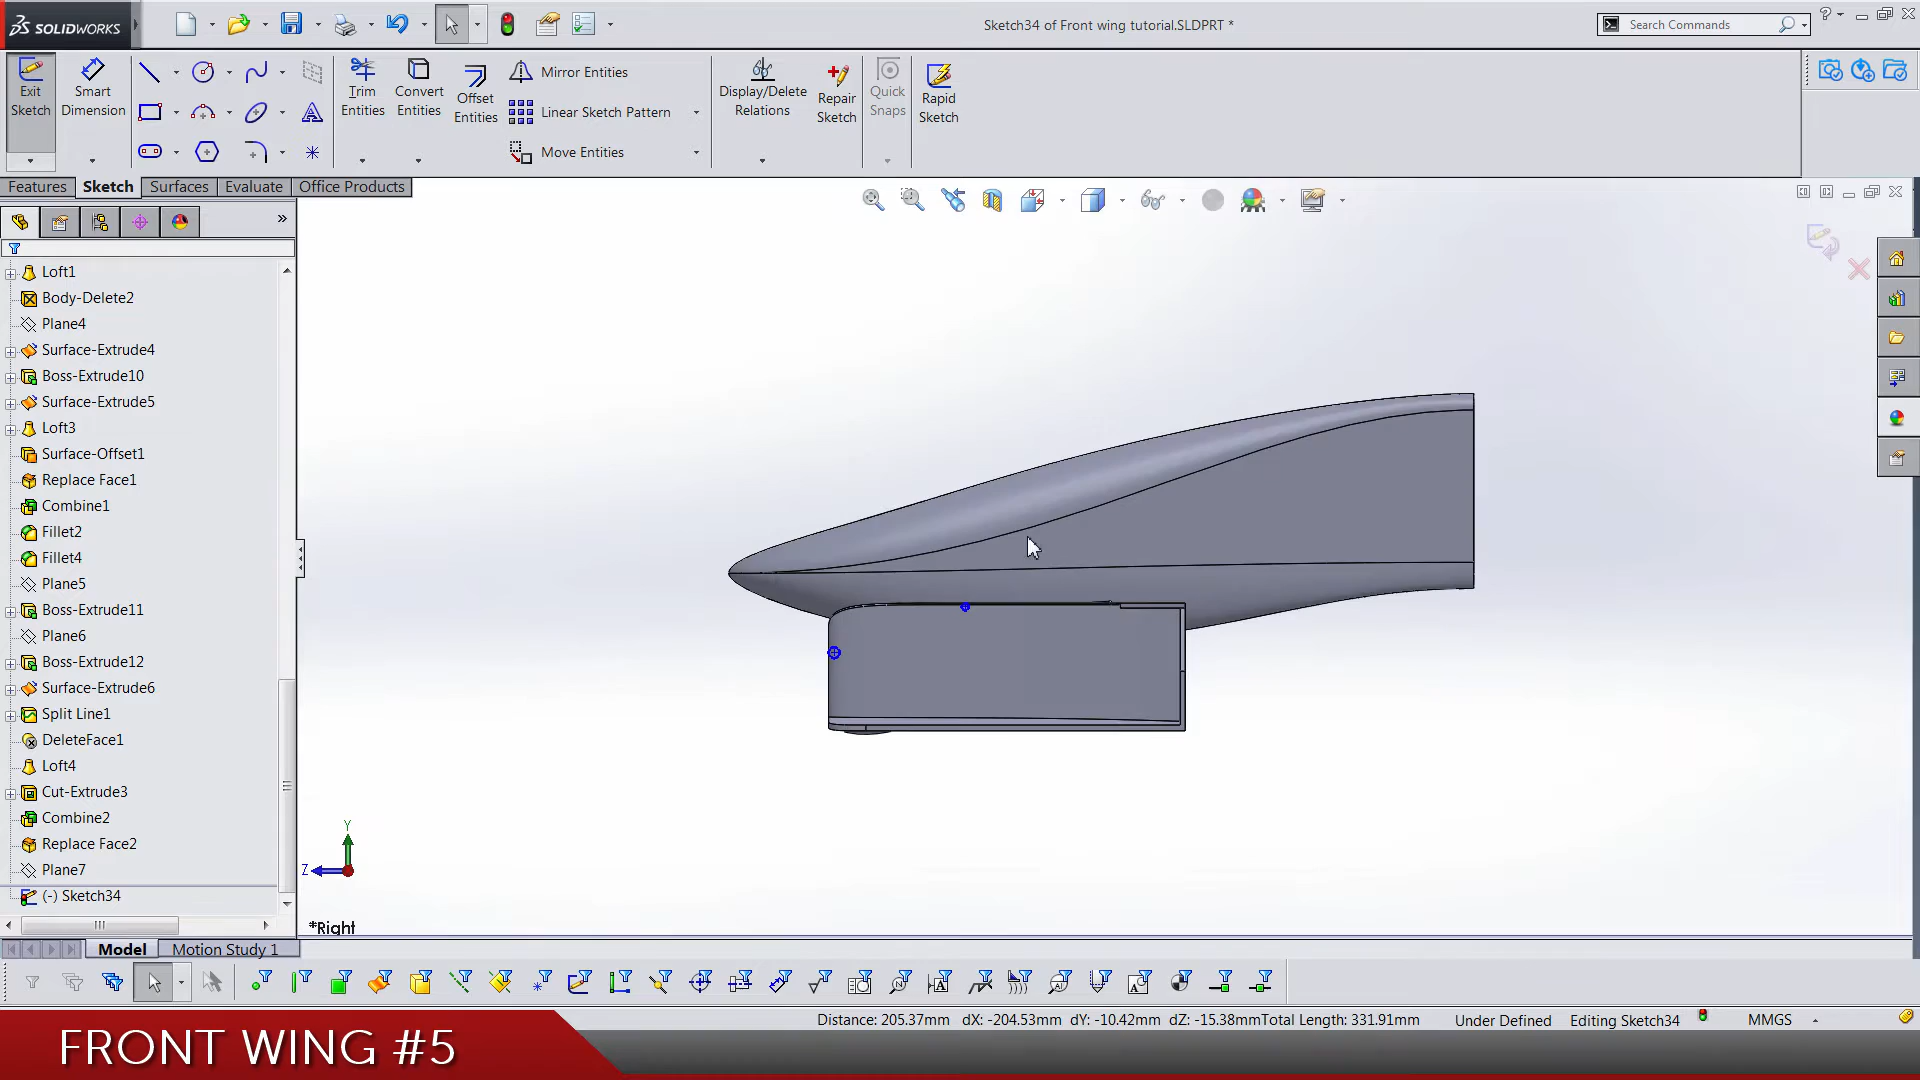 SOLIDWORKS
Sketch34 of Front wing tutorial.SLDPRT *
Search Commands
Exit Sketch
Smart Dimension
Trim Entities
Convert Entities
Offset Entities
Mirror Entities
Linear Sketch Pattern
Move Entities
Display/Delete Relations
Repair Sketch
Quick Snaps
Rapid Sketch
Features
Sketch
Surfaces
Evaluate
Office Products
Loft1
Body-Delete2
Plane4
Surface-Extrude4
Boss-Extrude10
Surface-Extrude5
Loft3
Surface-Offset1
Replace Face1
Combine1
Fillet2
Fillet4
Plane5
Boss-Extrude11
Plane6
Boss-Extrude12
Surface-Extrude6
Split Line1
DeleteFace1
Loft4
Cut-Extrude3
Combine2
Replace Face2
Plane7
(-) Sketch34
Y
Z
*Right
Model
Motion Study 1
Distance: 205.37mm dX: -204.53mm dY: -10.42mm dZ: -15.38mmTotal Length: 331.91mm
Under Defined
Editing Sketch34
MMGS
FRONT WING #5